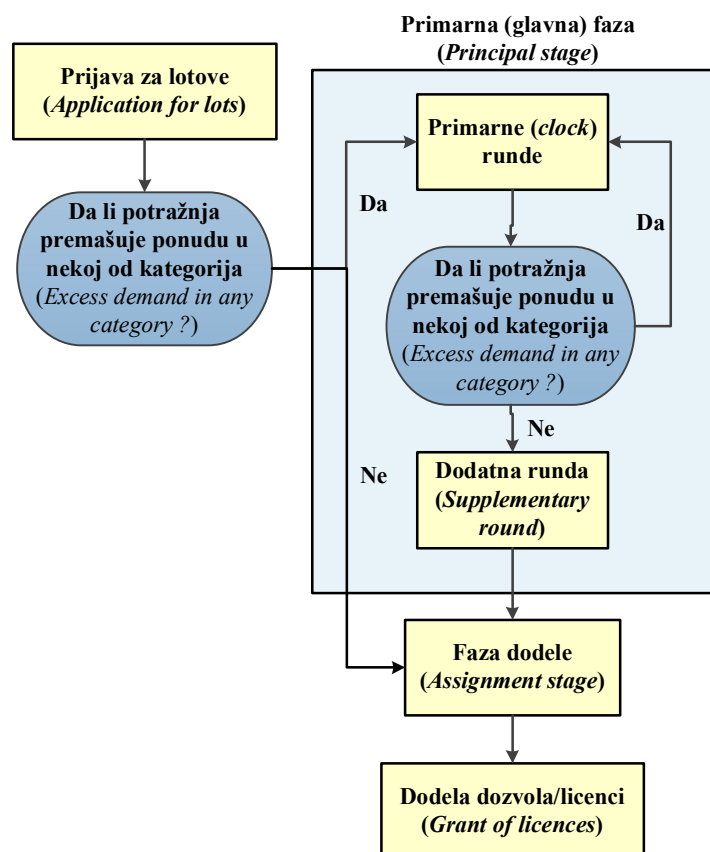 Primarna (glavna) faza
(Principal stage)
Prijava za lotove
(Application for lots)
Primarne (clock)
runde
Da
Da
Da li potražnja
premašuje ponudu u
nekoj od kategorija
(Excess demand in any
category ?)
Da li potražnja
premašuje ponudu u
nekoj od kategorija
(Excess demand in any
category ?)
Ne
Ne
Dodatna runda
(Supplementary
round)
Faza dodele
(Assignment stage)
Dodela dozvola/licenci
(Grant of licences)